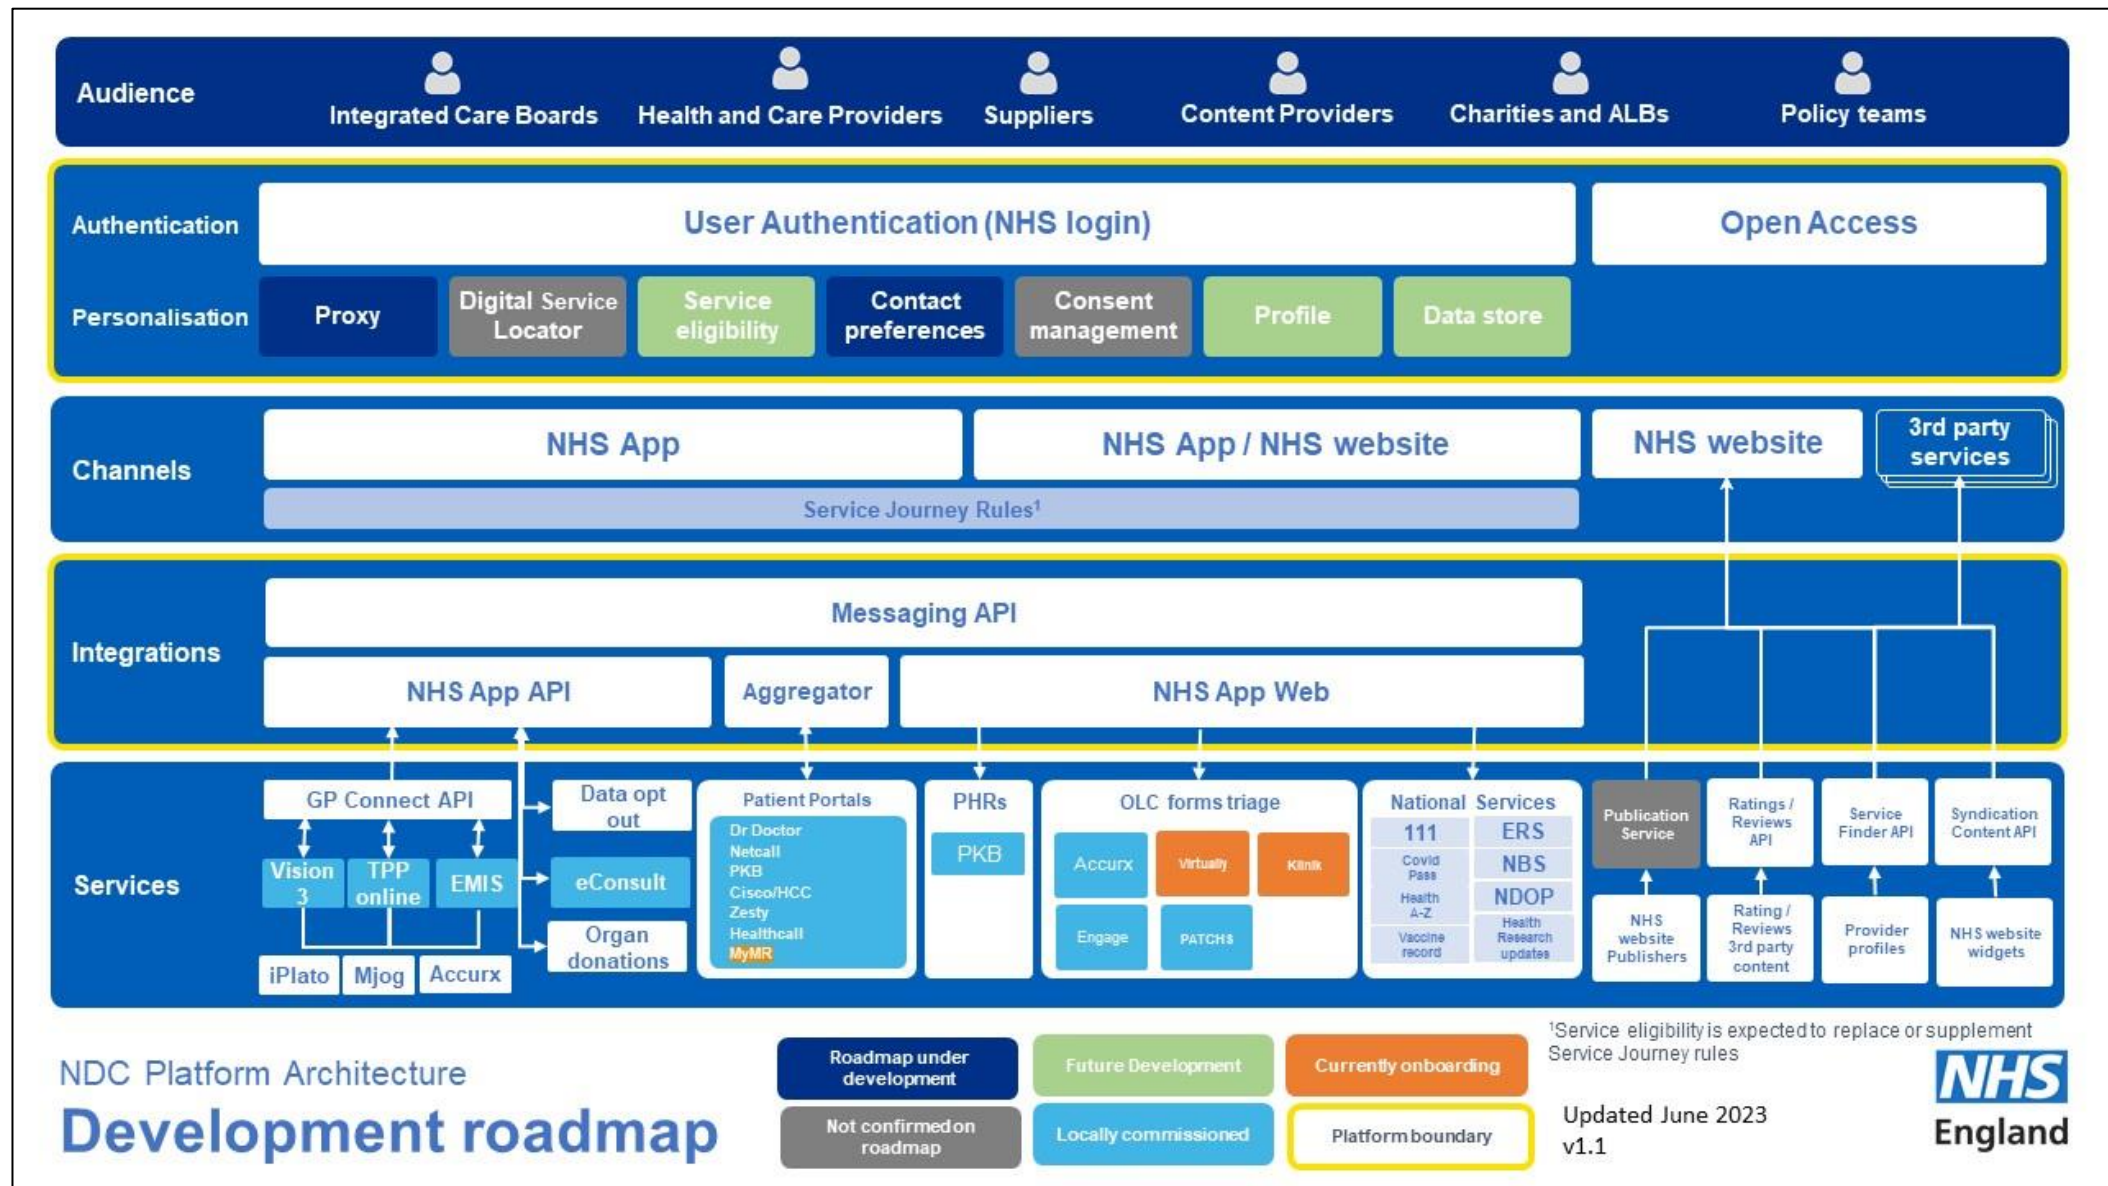 Audience
Integrated Care Boards
Health and Care Providers
Suppliers
Content Providers
Charities and ALBs
Policy teams
Authentication
User Authentication (NHS login)
Open Access
Personalisation
Proxy
Digital Service
Locator
Service
eligibility
Contact
preferences
Consent
management
Profile
Data store
Channels
NHS App
NHS App / NHS website
NHS website
3rd party
services
Service Journey Rules¹
Integrations
Messaging API
NHS App API
Aggregator
NHS App Web
Services
GP Connect API
Vision
3
TPP
online
EMIS
iPlato
Mjog
Accurx
Data opt
out
eConsult
Organ
donations
Patient Portals
Dr Doctor
Netcall
PKB
Cisco/HCC
Zesty
Healthcall
MyMR
PHRs
PKB
OLC forms triage
Accurx
Virtually
Klinik
Engage
PATCHS
National Services
111
ERS
Covid
Pass
NBS
Health
A-Z
NDOP
Vaccine
record
Health
Research
updates
Publication
Service
Ratings /
Reviews
API
Service
Finder API
Syndication
Content API
NHS
website
Publishers
Rating /
Reviews
3rd party
content
Provider
profiles
NHS website
widgets
NDC Platform Architecture
Development roadmap
Roadmap under
development
Future Development
Currently onboarding
Not confirmed on
roadmap
Locally commissioned
Platform boundary
¹Service eligibility is expected to replace or supplement
Service Journey rules
Updated June 2023
v1.1
NHS
England